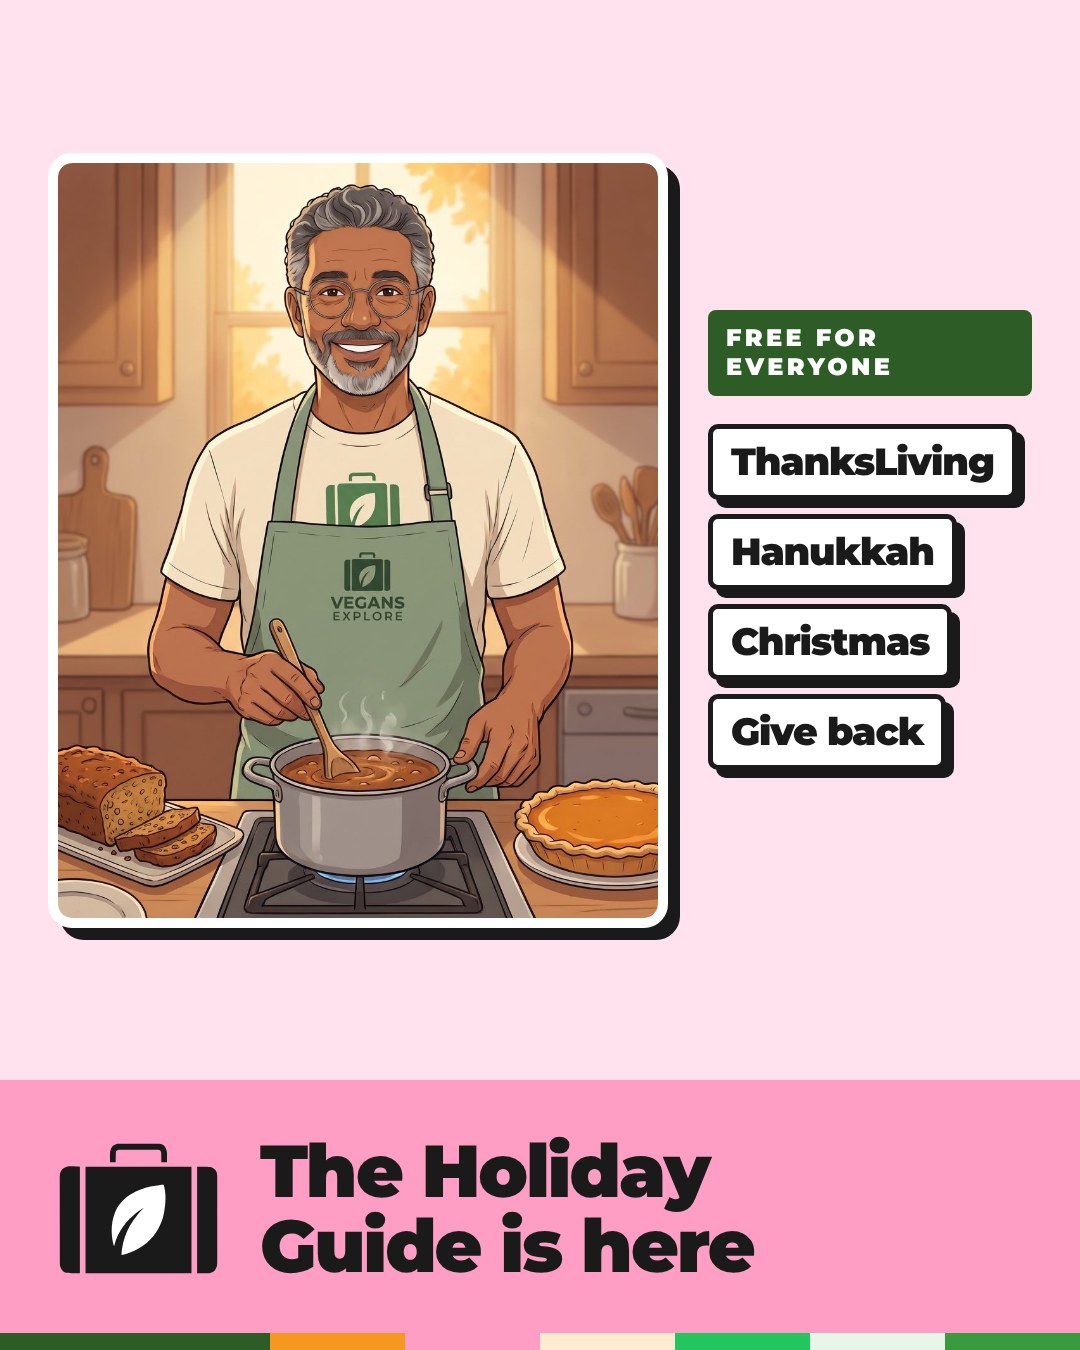 VEGANS
EXPLORE
FREE FOR
EVERYONE
ThanksLiving
Hanukkah
Christmas
Give back
The Holiday
Guide is here